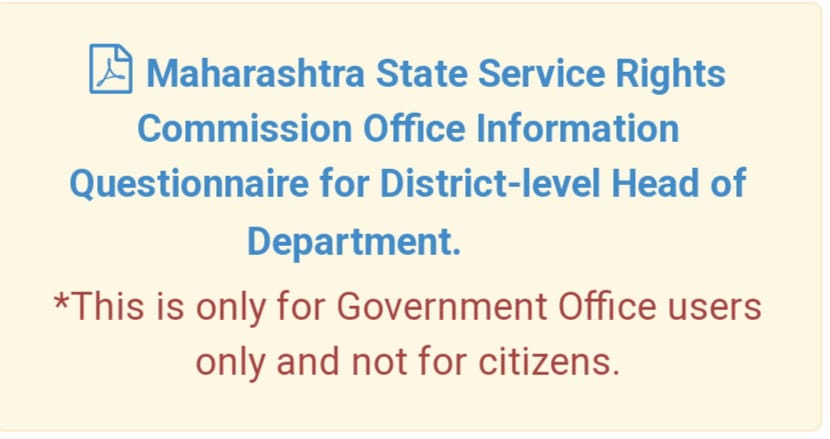 Maharashtra State Service Rights
Commission Office Information
Questionnaire for District-level Head of
Department.
*This is only for Government Office users
only and not for citizens.